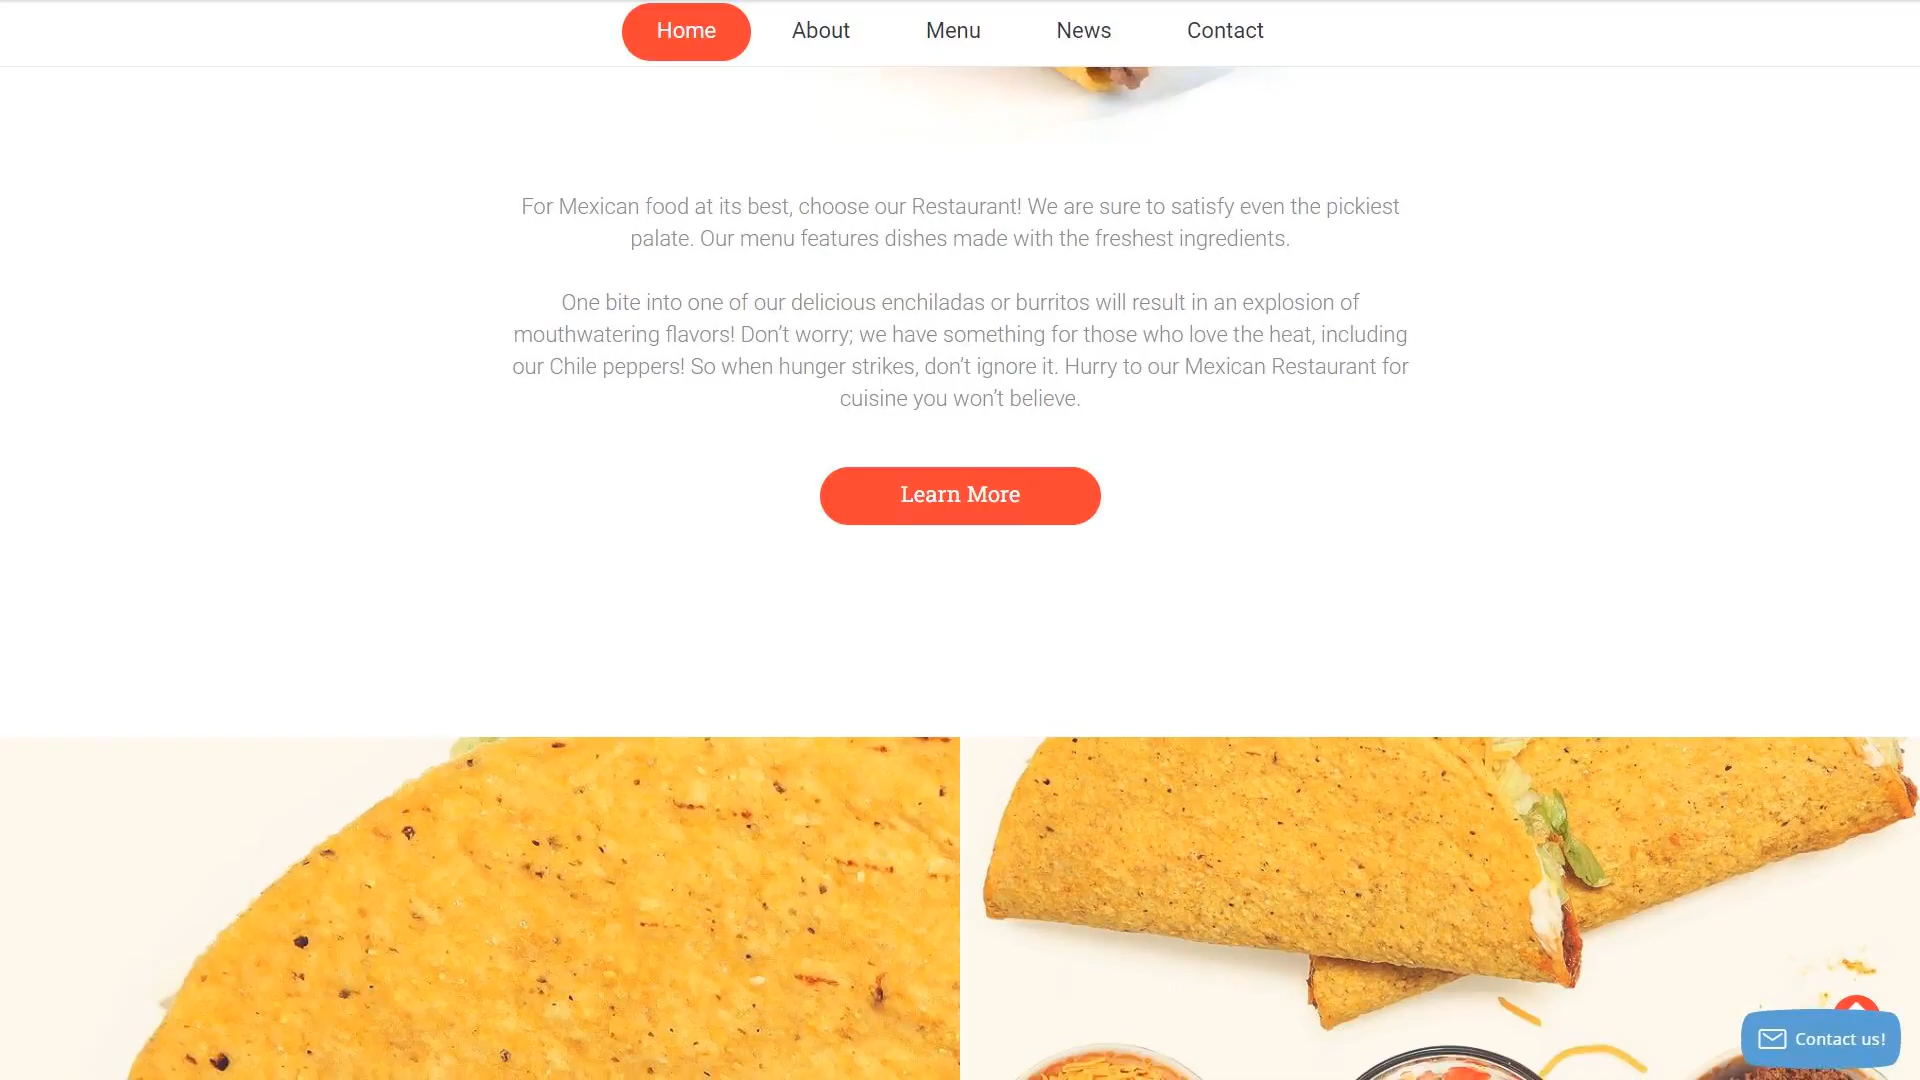 Home About Menu News Contact
For Mexican food at its best, choose our Restaurant! We are sure to satisfy even the pickiest
palate. Our menu features dishes made with the freshest ingredients.
One bite into one of our delicious enchiladas or burritos will result in an explosion of
mouthwatering flavors! Don’t worry; we have something for those who love the heat, including
our Chile peppers! So when hunger strikes, don’t ignore it. Hurry to our Mexican Restaurant for
cuisine you won’t believe.
Learn More
Contact us!